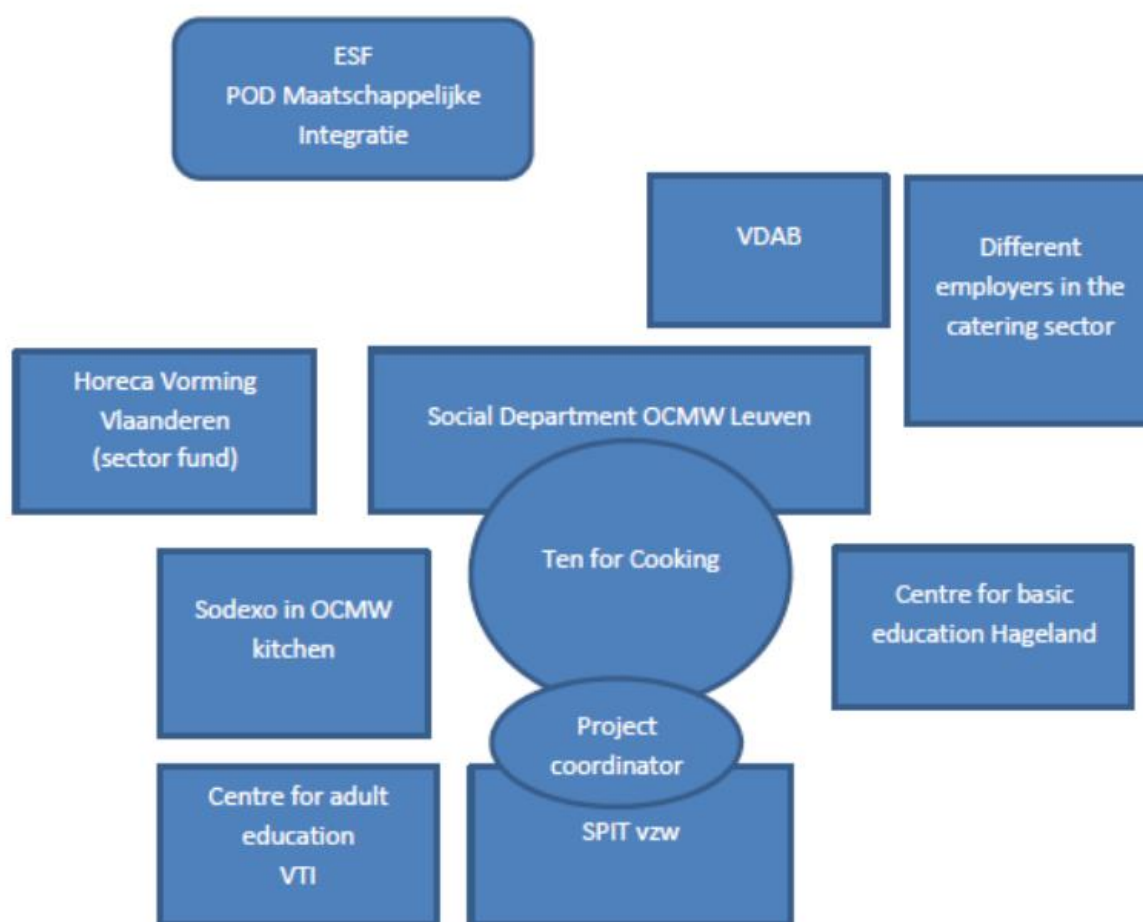 ESF
POD Maatschappelijke
Integratie
VDAB
Different
employers in the
catering sector
Horeca Vorming
Vlaanderen
(sector fund)
Social Department OCMW Leuven
Ten for Cooking
Sodexo in OCMW
kitchen
Centre for basic
education Hageland
Project
coordinator
Centre for adult
education
VTI
SPIT vzw